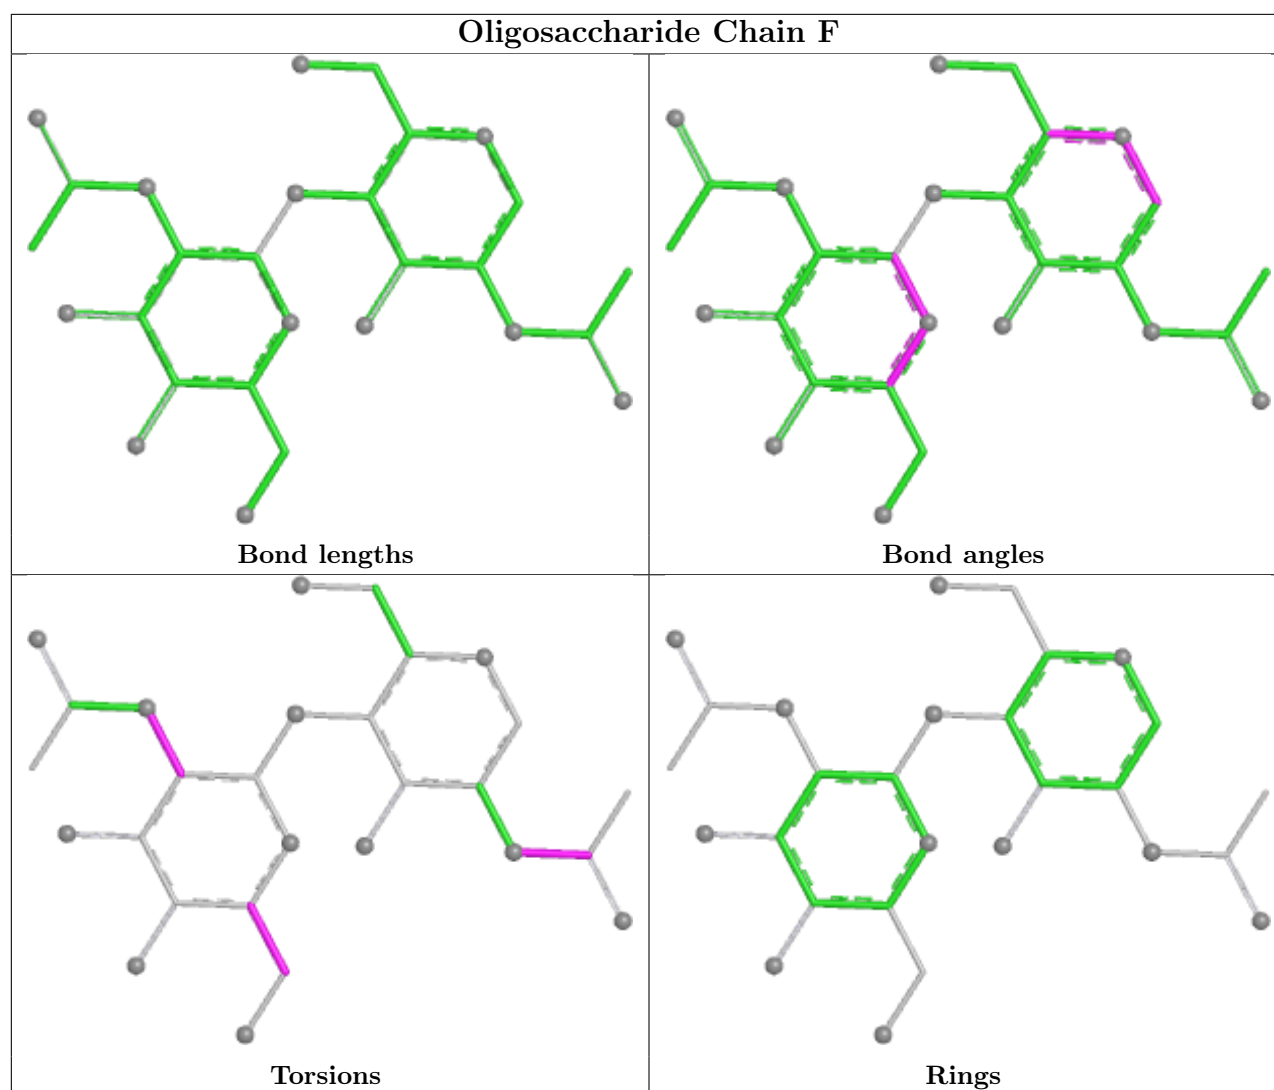 Oligosaccharide Chain F
Bond lengths
Bond angles
Torsions
Rings